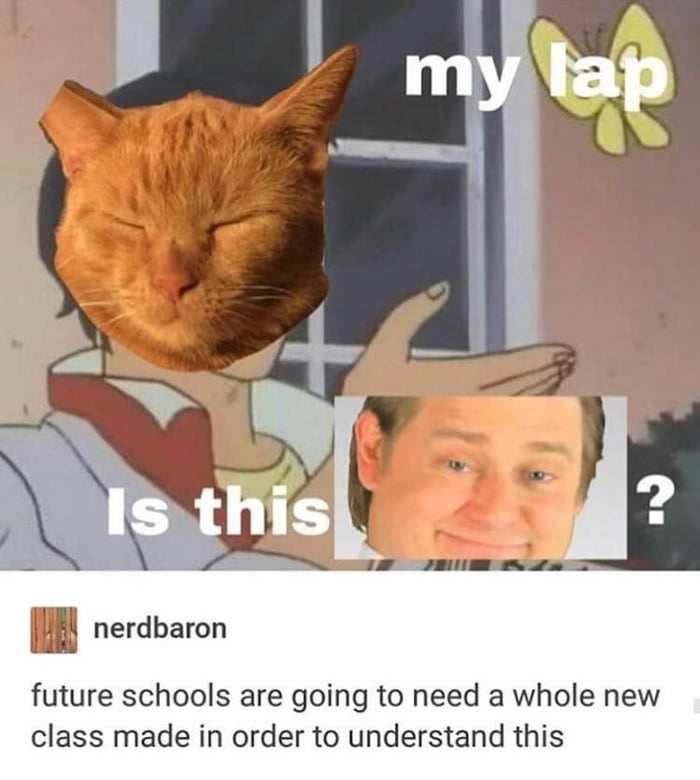 my lap
Is this
?
nerdbaron
future schools are going to need a whole new
class made in order to understand this